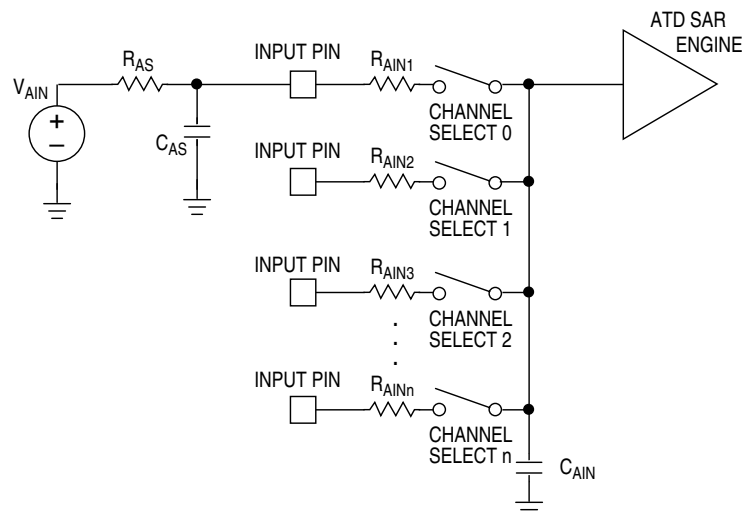 ATD SAR
ENGINE
INPUT PIN
RAS
RAIN1
VAIN
+
–
CHANNEL
SELECT 0
CAS
INPUT PIN
RAIN2
CHANNEL
SELECT 1
INPUT PIN
RAIN3
CHANNEL
SELECT 2
.
.
.
INPUT PIN
RAINn
CHANNEL
SELECT n
CAIN